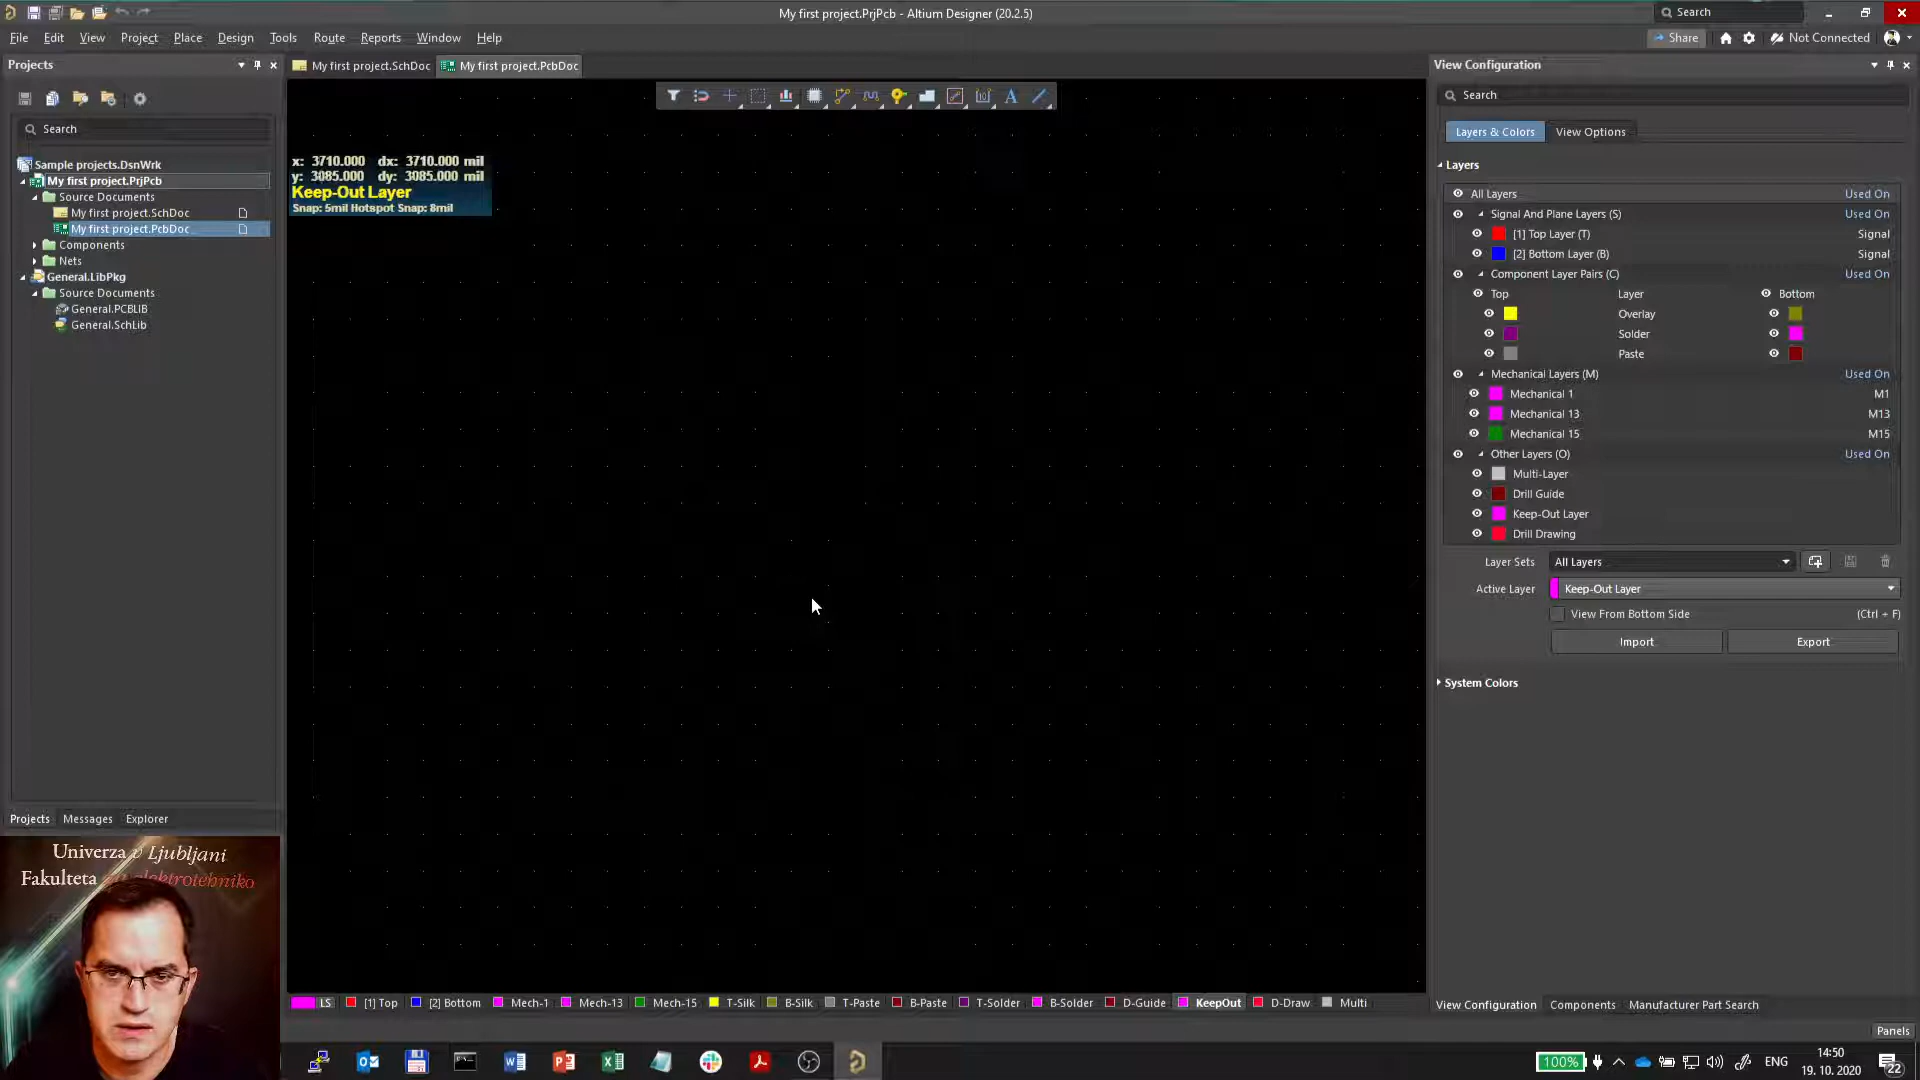 My first project.PrjPcb - Altium Designer (20.2.5)
Search
File Edit View Project Place Design Tools Route Reports Window Help
Share
Not Connected
Projects
My first project.SchDoc
My first project.PcbDoc
Search
Sample projects.DsnWrk
My first project.PrjPcb
Source Documents
My first project.SchDoc
My first project.PcbDoc
Components
Nets
General.LibPkg
Source Documents
General.PCBLIB
General.SchLib
Projects Messages Explorer
x: 3710.000 dx: 3710.000 mil
y: 3085.000 dy: 3085.000 mil
Keep-Out Layer
Snap: 5mil Hotspot Snap: 8mil
View Configuration
Search
Layers & Colors View Options
Layers
All Layers Used On
Signal And Plane Layers (S) Used On
[1] Top Layer (T) Signal
[2] Bottom Layer (B) Signal
Component Layer Pairs (C) Used On
Top Layer Bottom
Overlay
Solder
Paste
Mechanical Layers (M) Used On
Mechanical 1 M1
Mechanical 13 M13
Mechanical 15 M15
Other Layers (O) Used On
Multi-Layer
Drill Guide
Keep-Out Layer
Drill Drawing
Layer Sets All Layers
Active Layer Keep-Out Layer
View From Bottom Side (Ctrl + F)
Import Export
System Colors
Univerza v Ljubljani
Fakulteta elektrotehniko
LS [1] Top [2] Bottom Mech-1 Mech-13 Mech-15 T-Silk B-Silk T-Paste B-Paste T-Solder B-Solder D-Guide KeepOut D-Draw Multi
View Configuration Components Manufacturer Part Search
Panels
100%
ENG
14:50
19. 10. 2020
22